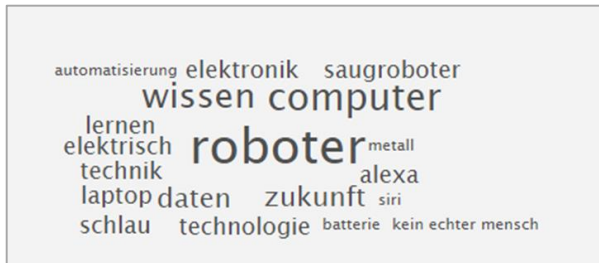 automatisierung elektronik saugroboter
wissen computer
lernen
elektrisch roboter metall
technik alexa
laptop daten zukunft siri
schlau technologie batterie kein echter mensch